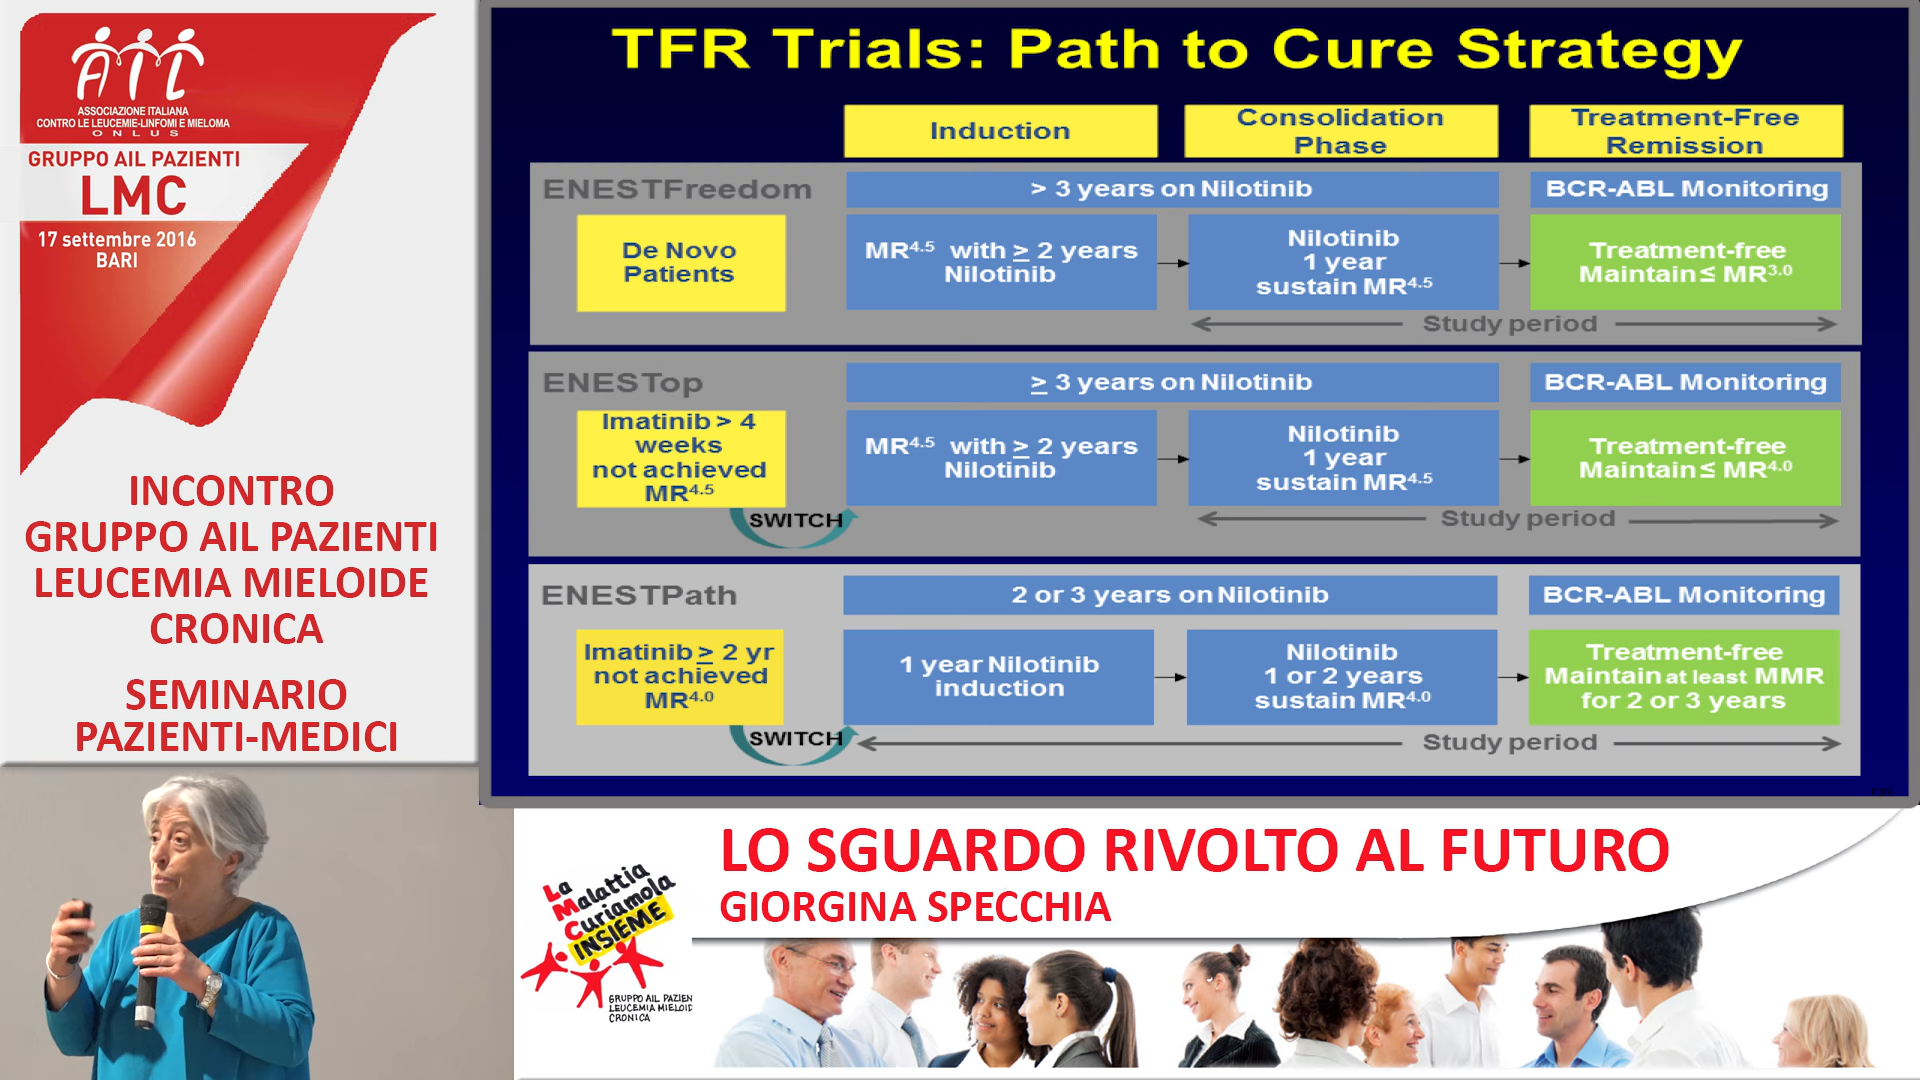 AIL
ASSOCIAZIONE ITALIANA
CONTRO LE LEUCEMIE-LINFOMI E MIELOMA
ONLUS
GRUPPO AIL PAZIENTI
LMC
17 settembre 2016
BARI
INCONTRO
GRUPPO AIL PAZIENTI
LEUCEMIA MIELOIDE
CRONICA
SEMINARIO
PAZIENTI-MEDICI
TFR Trials: Path to Cure Strategy
Induction
Consolidation
Phase
Treatment-Free
Remission
ENESTFreedom
> 3 years on Nilotinib
BCR-ABL Monitoring
De Novo
Patients
MR4.5 with ≥ 2 years
Nilotinib
Nilotinib
1 year
sustain MR4.5
Treatment-free
Maintain ≤ MR3.0
Study period
ENESTop
≥ 3 years on Nilotinib
BCR-ABL Monitoring
Imatinib > 4
weeks
not achieved
MR4.5
SWITCH
MR4.5 with ≥ 2 years
Nilotinib
Nilotinib
1 year
sustain MR4.5
Treatment-free
Maintain ≤ MR4.0
Study period
ENESTPath
2 or 3 years on Nilotinib
BCR-ABL Monitoring
Imatinib ≥ 2 yr
not achieved
MR4.0
SWITCH
1 year Nilotinib
induction
Nilotinib
1 or 2 years
sustain MR4.0
Treatment-free
Maintain at least MMR
for 2 or 3 years
Study period
LO SGUARDO RIVOLTO AL FUTURO
GIORGINA SPECCHIA
La
Malattia
Curiamola
INSIEME
GRUPPO AIL PAZIEN
LEUCEMIA MIELOID
CRONICA